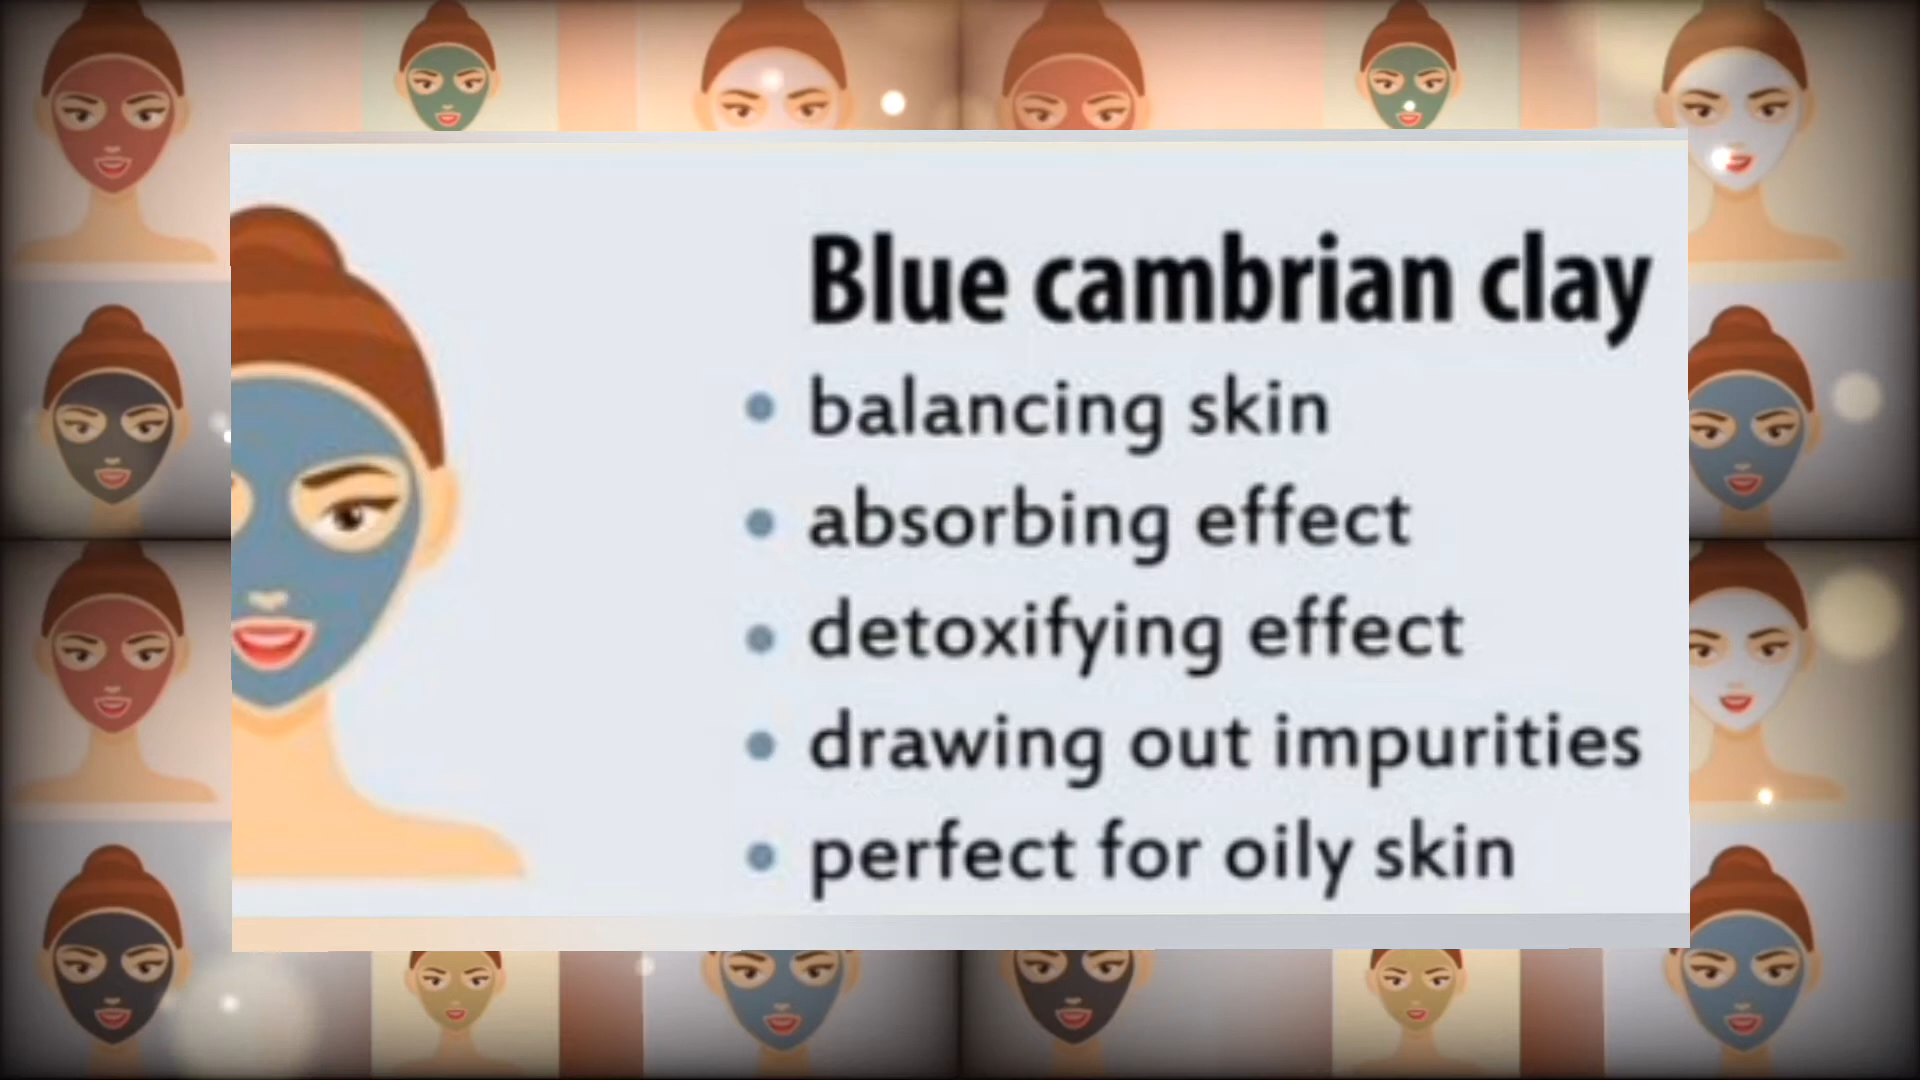 Blue cambrian clay
balancing skin
absorbing effect
detoxifying effect
drawing out impurities
perfect for oily skin